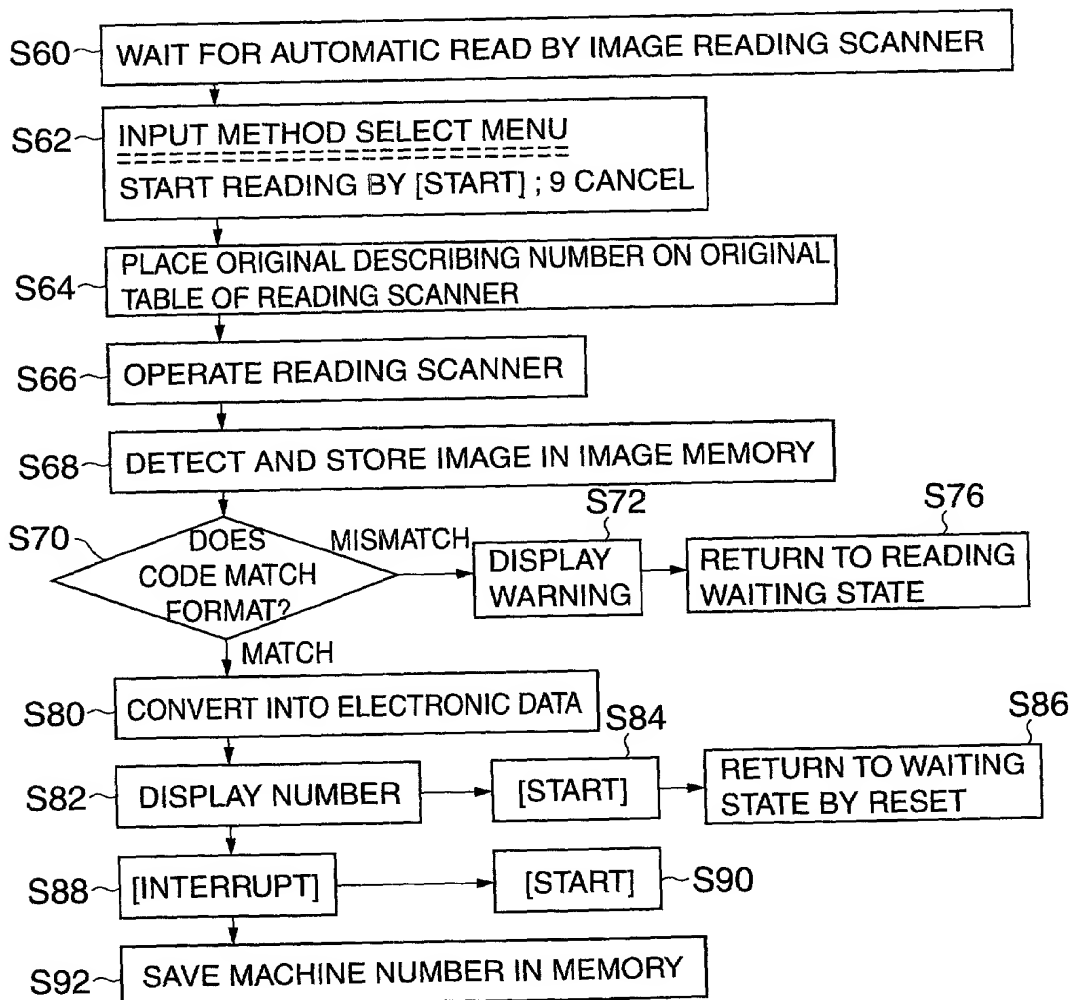 S60 WAIT FOR AUTOMATIC READ BY IMAGE READING SCANNER
S62 INPUT METHOD SELECT MENU
START READING BY [START] ; 9 CANCEL
S64 PLACE ORIGINAL DESCRIBING NUMBER ON ORIGINAL
TABLE OF READING SCANNER
S66 OPERATE READING SCANNER
S68 DETECT AND STORE IMAGE IN IMAGE MEMORY
S70 DOES
CODE MATCH
FORMAT?
MISMATCH
S72
DISPLAY
WARNING
S76
RETURN TO READING
WAITING STATE
MATCH
S80 CONVERT INTO ELECTRONIC DATA
S82 DISPLAY NUMBER
S84
[START]
S86
RETURN TO WAITING
STATE BY RESET
S88 [INTERRUPT]
[START] S90
S92 SAVE MACHINE NUMBER IN MEMORY